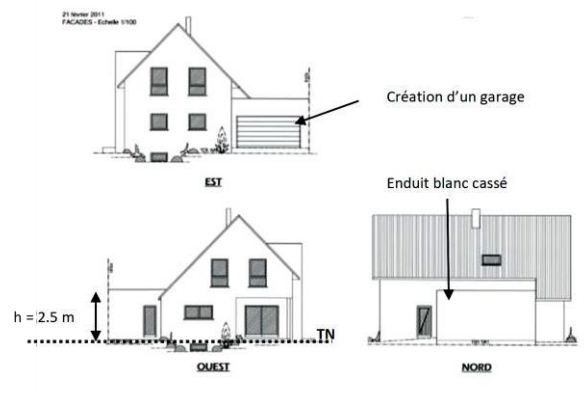 21 février 2011
FACADES - Echelle 1/100
Création d'un garage
EST
Enduit blanc cassé
h = 2.5 m
TN
OUEST
NORD